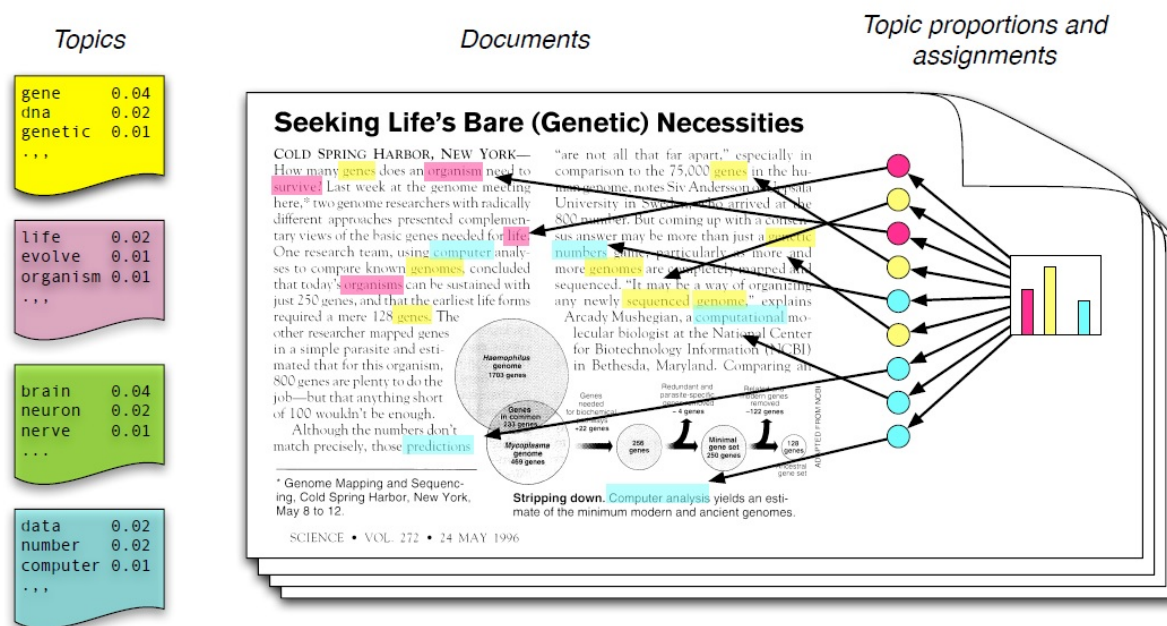 Topics
gene 0.04
dna 0.02
genetic 0.01
.,,
life 0.02
evolve 0.01
organism 0.01
.,,
brain 0.04
neuron 0.02
nerve 0.01
...
data 0.02
number 0.02
computer 0.01
.,,
Documents
Seeking Life's Bare (Genetic) Necessities
COLD SPRING HARBOR, NEW YORK—
How many genes does an organism need to
survive? Last week at the genome meeting
here,* two genome researchers with radically
different approaches presented complemen-
tary views of the basic genes needed for life.
One research team, using computer analy-
ses to compare known genomes, concluded
that today's organisms can be sustained with
just 250 genes, and that the earliest life forms
required a mere 128 genes. The
other researcher mapped genes
in a simple parasite and esti-
mated that for this organism,
800 genes are plenty to do the
job—but that anything short
of 100 wouldn't be enough.
Although the numbers don't
match precisely, those predictions
* Genome Mapping and Sequenc-
ing, Cold Spring Harbor, New York,
May 8 to 12.
"are not all that far apart," especially in
comparison to the 75,000 genes in the hu-
man genome, notes Siv Andersson of Uppsala
University in Sweden, who arrived at the
800 number. But coming up with a consen-
sus answer may be more than just a genetic
numbers game, particularly as more and
more genomes are completely mapped and
sequenced. "It may be a way of organizing
any newly sequenced genome," explains
Arcady Mushegian, a computational mo-
lecular biologist at the National Center
for Biotechnology Information (NCBI)
in Bethesda, Maryland. Comparing an
Haemophilus
genome
1703 genes
Genes
in common
233 genes
Mycoplasma
genome
469 genes
Genes
needed
for biochemical
+22 genes
256
genes
Redundant and
parasite-specific
– 4 genes
Minimal
gene set
250 genes
modern genes
removed
–122 genes
128
genes
Ancestral
gene set
ADAPTED FROM NCBI
Stripping down. Computer analysis yields an esti-
mate of the minimum modern and ancient genomes.
SCIENCE • VOL. 272 • 24 MAY 1996
Topic proportions and
assignments